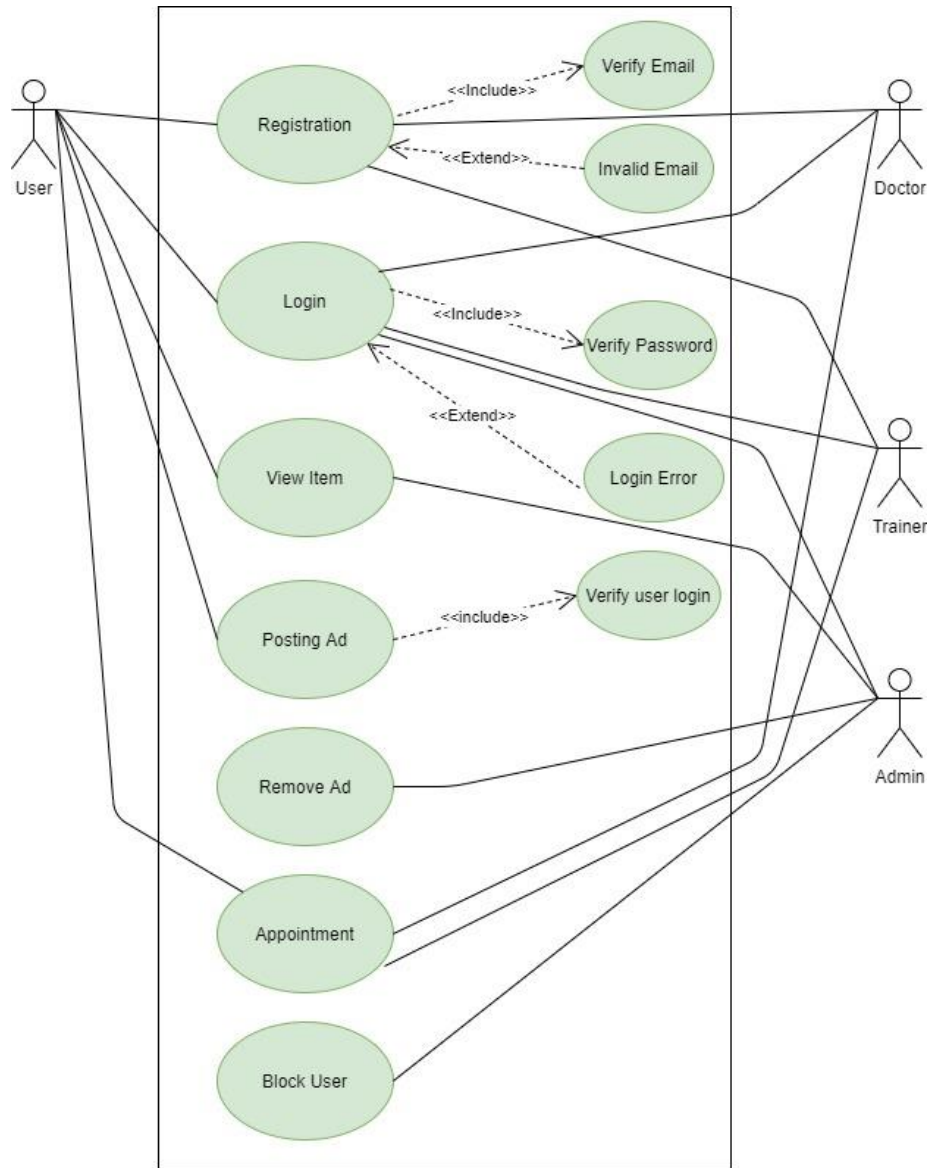 Verify Email
<<Include>>
Registration
<<Extend>>
Invalid Email
User
Doctor
Login
<<Include>>
Verify Password
<<Extend>>
View Item
Login Error
Trainer
Verify user login
<<include>>
Posting Ad
Remove Ad
Admin
Appointment
Block User